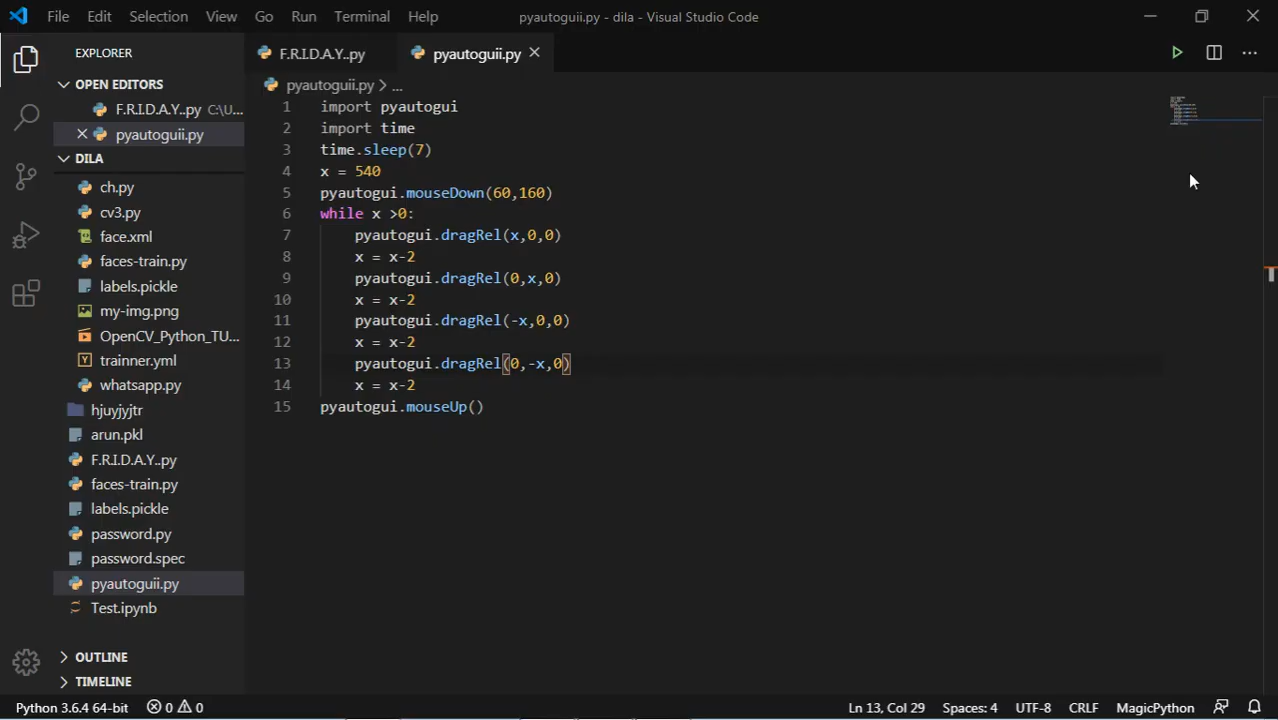 File Edit Selection View Go Run Terminal Help pyautoguii.py - dila - Visual Studio Code
EXPLORER
OPEN EDITORS
F.R.I.D.A.Y..py C:\U...
pyautoguii.py
DILA
ch.py
cv3.py
face.xml
faces-train.py
labels.pickle
my-img.png
OpenCV_Python_TU...
trainner.yml
whatsapp.py
hjuyjyjtr
arun.pkl
F.R.I.D.A.Y..py
faces-train.py
labels.pickle
password.py
password.spec
pyautoguii.py
Test.ipynb
OUTLINE
TIMELINE
F.R.I.D.A.Y..py pyautoguii.py
pyautoguii.py > ...
1 import pyautogui
2 import time
3 time.sleep(7)
4 x = 540
5 pyautogui.mouseDown(60,160)
6 while x >0:
7 pyautogui.dragRel(x,0,0)
8 x = x-2
9 pyautogui.dragRel(0,x,0)
10 x = x-2
11 pyautogui.dragRel(-x,0,0)
12 x = x-2
13 pyautogui.dragRel(0,-x,0)
14 x = x-2
15 pyautogui.mouseUp()
Python 3.6.4 64-bit 0 0 Ln 13, Col 29 Spaces: 4 UTF-8 CRLF MagicPython